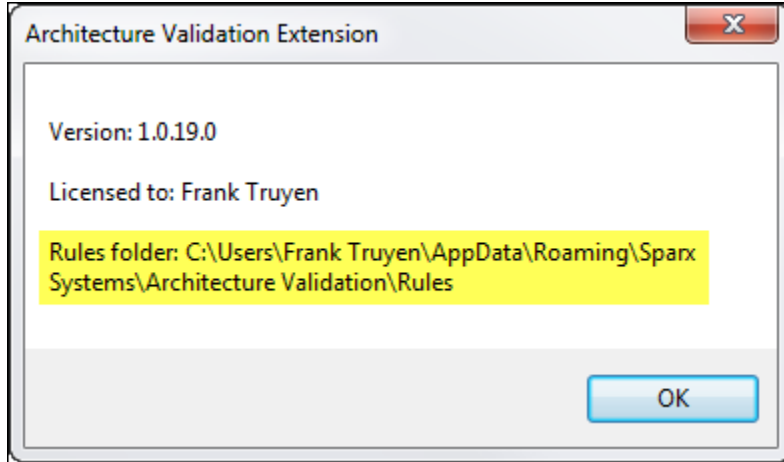 Architecture Validation Extension
Version: 1.0.19.0
Licensed to: Frank Truyen
Rules folder: C:\Users\Frank Truyen\AppData\Roaming\Sparx
Systems\Architecture Validation\Rules
OK